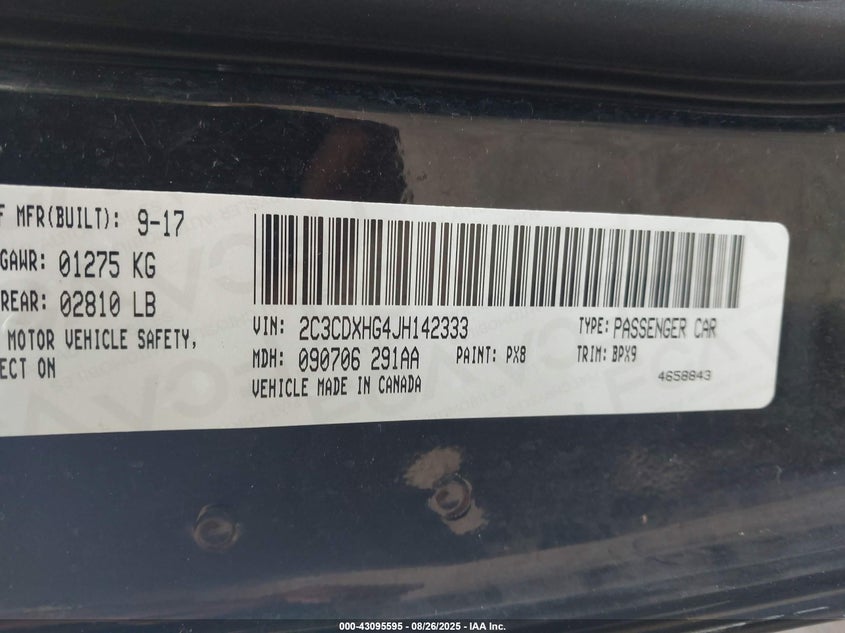 F MFR(BUILT): 9-17
GAWR: 01275 KG
REAR: 02810 LB
MOTOR VEHICLE SAFETY,
ECT ON
VIN: 2C3CDXHG4JH142333 TYPE: PASSENGER CAR
MDH: 090706 291AA PAINT: PX8 TRIM: BPX9
VEHICLE MADE IN CANADA 4658843
000-43095595 - 08/26/2025 - IAA Inc.